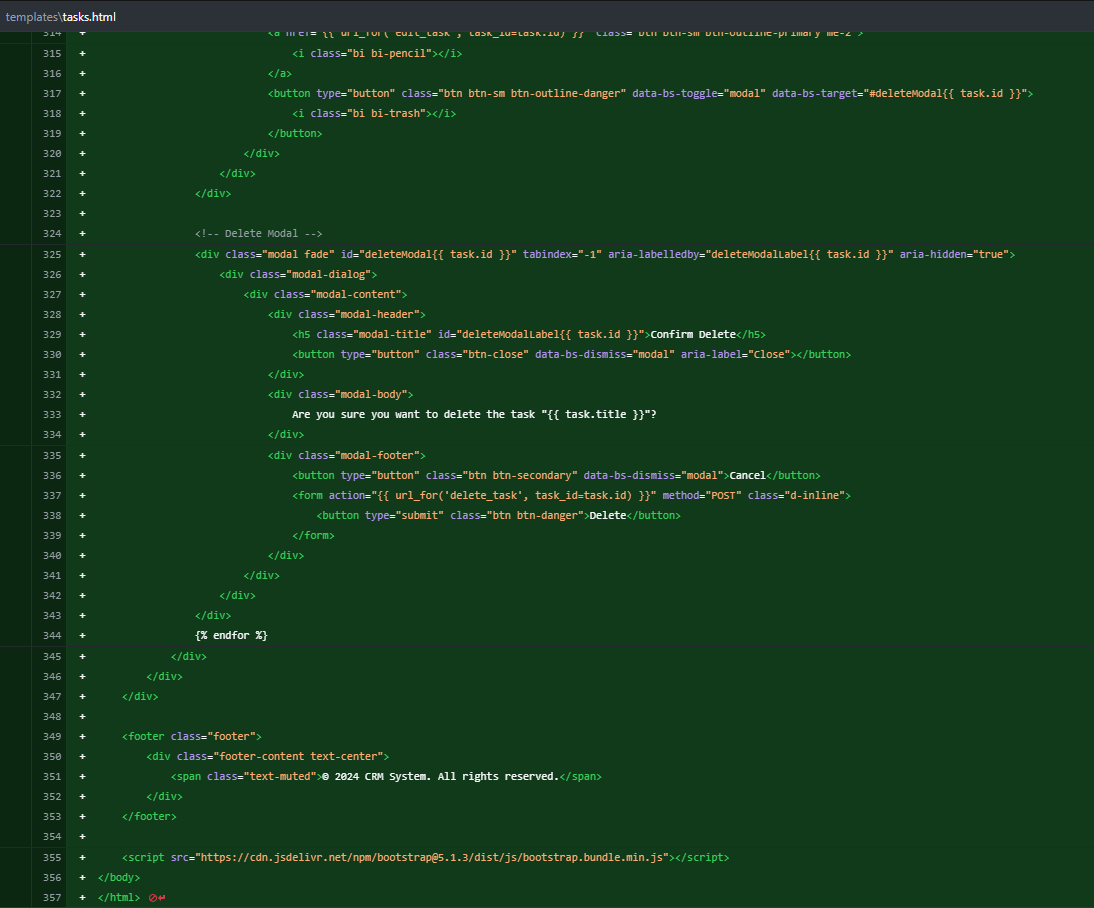 templates\tasks.html
314 + <a href="{{ url_for('edit_task', task_id=task.id) }}" class="btn btn-sm btn-outline-primary me-2">
315 + <i class="bi bi-pencil"></i>
316 + </a>
317 + <button type="button" class="btn btn-sm btn-outline-danger" data-bs-toggle="modal" data-bs-target="#deleteModal{{ task.id }}">
318 + <i class="bi bi-trash"></i>
319 + </button>
320 + </div>
321 + </div>
322 + </div>
323 +
324 + <!-- Delete Modal -->
325 + <div class="modal fade" id="deleteModal{{ task.id }}" tabindex="-1" aria-labelledby="deleteModalLabel{{ task.id }}" aria-hidden="true">
326 + <div class="modal-dialog">
327 + <div class="modal-content">
328 + <div class="modal-header">
329 + <h5 class="modal-title" id="deleteModalLabel{{ task.id }}">Confirm Delete</h5>
330 + <button type="button" class="btn-close" data-bs-dismiss="modal" aria-label="Close"></button>
331 + </div>
332 + <div class="modal-body">
333 + Are you sure you want to delete the task "{{ task.title }}"?
334 + </div>
335 + <div class="modal-footer">
336 + <button type="button" class="btn btn-secondary" data-bs-dismiss="modal">Cancel</button>
337 + <form action="{{ url_for('delete_task', task_id=task.id) }}" method="POST" class="d-inline">
338 + <button type="submit" class="btn btn-danger">Delete</button>
339 + </form>
340 + </div>
341 + </div>
342 + </div>
343 + </div>
344 + {% endfor %}
345 + </div>
346 + </div>
347 + </div>
348 +
349 + <footer class="footer">
350 + <div class="footer-content text-center">
351 + <span class="text-muted">© 2024 CRM System. All rights reserved.</span>
352 + </div>
353 + </footer>
354 +
355 + <script src="https://cdn.jsdelivr.net/npm/bootstrap@5.1.3/dist/js/bootstrap.bundle.min.js"></script>
356 + </body>
357 + </html>